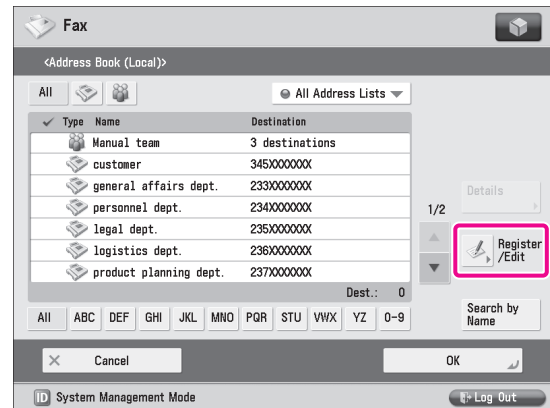 Fax
<Address Book (Local)>
All
All Address Lists
Type Name Destination
Manual team 3 destinations
customer 345XXXXXXX
general affairs dept. 233XXXXXXX
personnel dept. 234XXXXXXX
legal dept. 235XXXXXXX
logistics dept. 236XXXXXXX
product planning dept. 237XXXXXXX
Dest.: 0
1/2
Details
Register
/Edit
Search by
Name
All ABC DEF GHI JKL MNO PQR STU VWX YZ 0-9
Cancel OK
ID System Management Mode Log Out